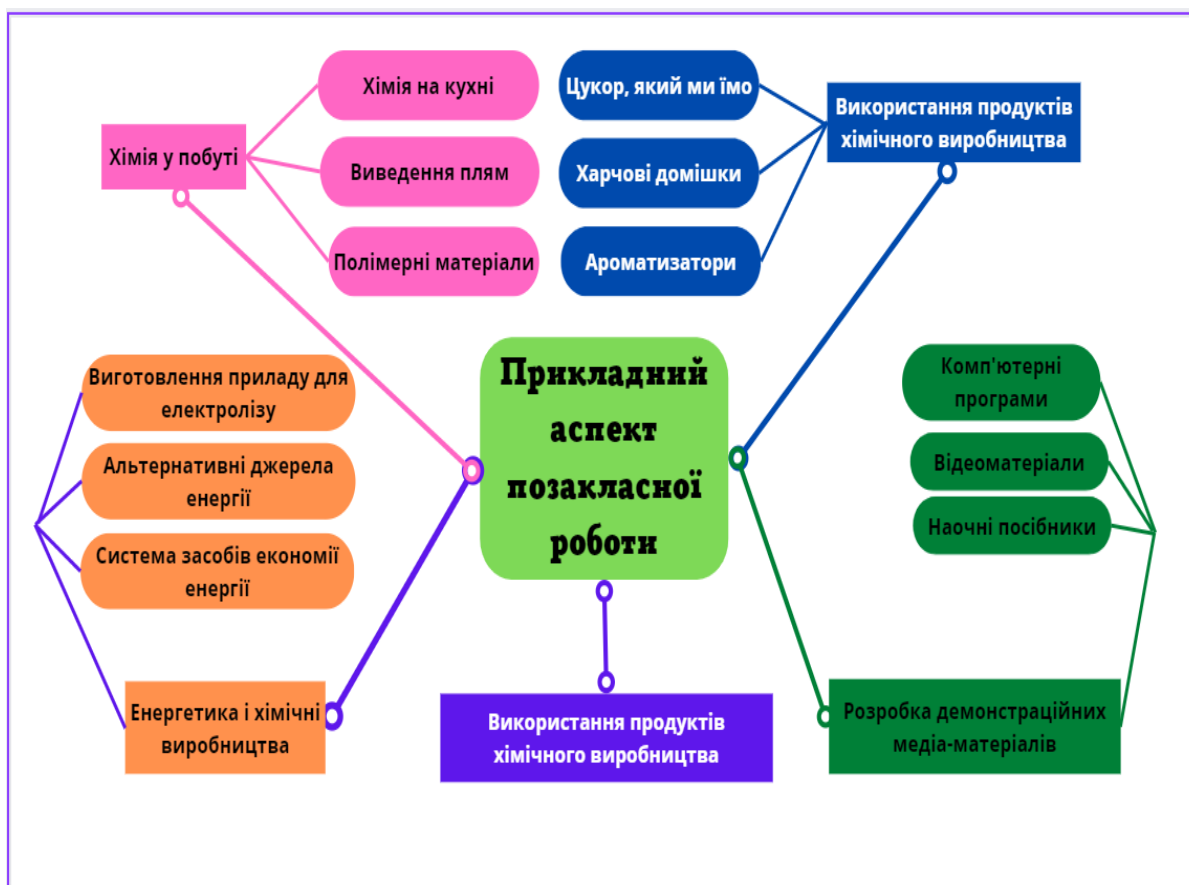 Хімія у побуті
Хімія на кухні
Виведення плям
Полімерні матеріали
Цукор, який ми їмо
Харчові домішки
Ароматизатори
Використання продуктів
хімічного виробництва
Прикладний
аспект
позакласної
роботи
Виготовлення приладу для
електролізу
Альтернативні джерела
енергії
Система засобів економії
енергії
Енергетика і хімічні
виробництва
Використання продуктів
хімічного виробництва
Комп'ютерні
програми
Відеоматеріали
Наочні посібники
Розробка демонстраційних
медіа-матеріалів